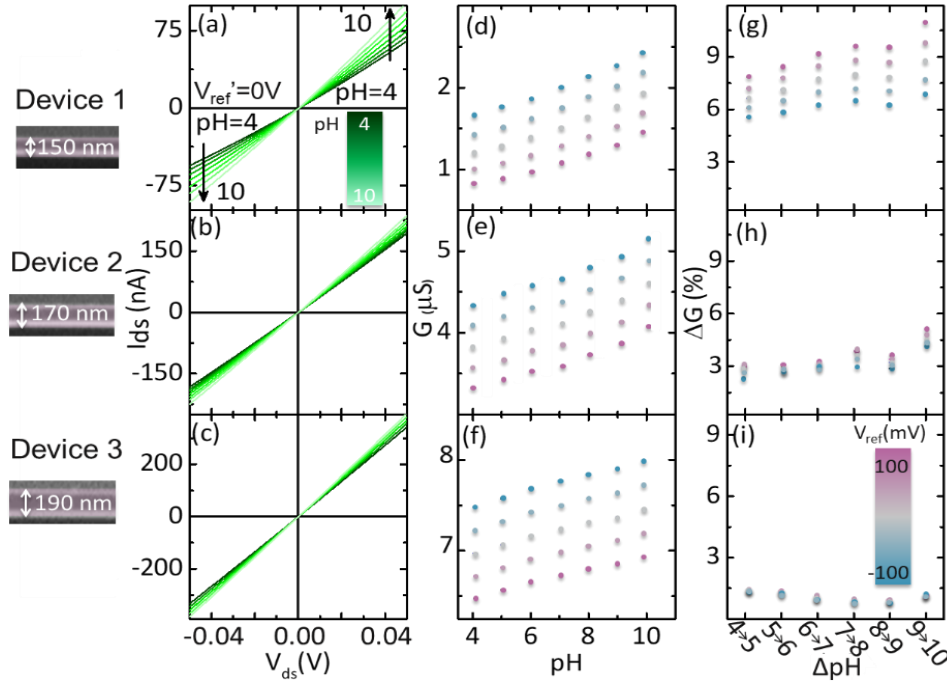 Device 1
150 nm
Device 2
170 nm
Device 3
190 nm
Ids (nA)
75
0
-75
150
0
-150
200
0
-200
(a)
10
Vref'=0V
pH=4
pH=4
pH
4
10
10
(b)
(c)
-0.04
0.00
0.04
Vds(V)
G (μS)
2
1
5
4
8
7
(d)
(e)
(f)
4
6
8
10
pH
ΔG (%)
9
6
3
9
6
3
9
6
3
(g)
(h)
(i)
Vref(mV)
100
-100
4→5
5→6
6→7
7→8
8→9
9→10
ΔpH